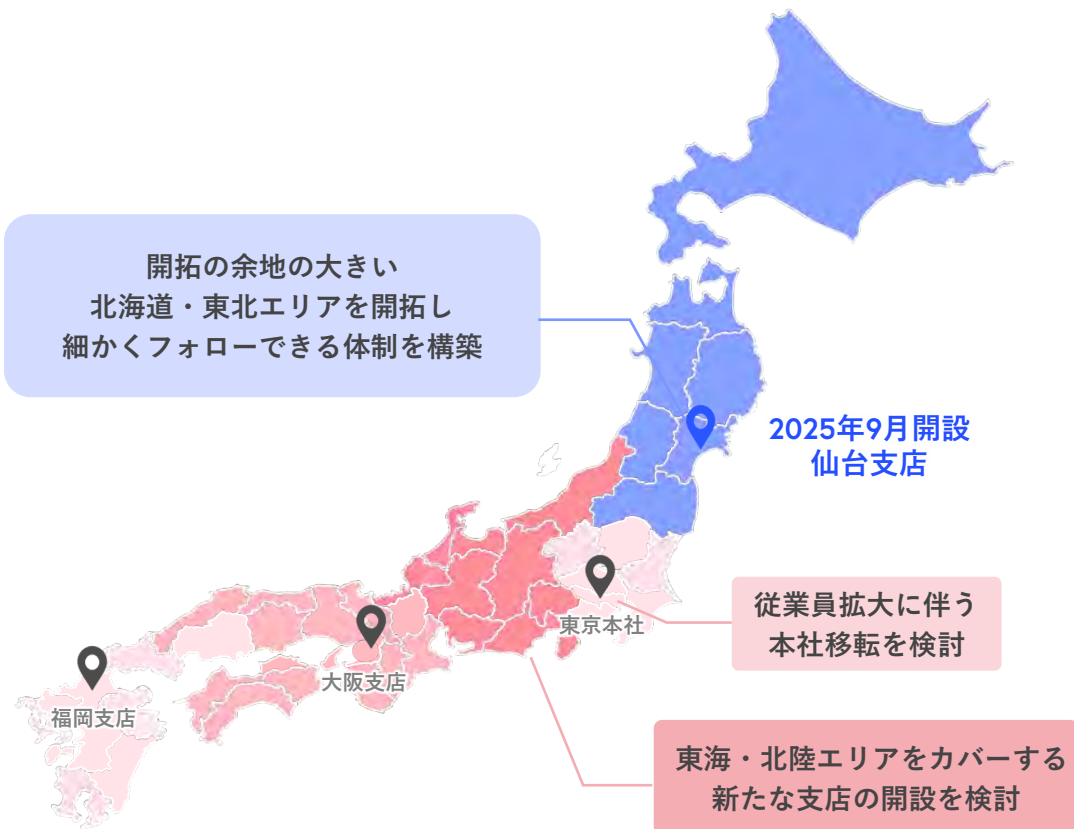 開拓の余地の大きい
北海道・東北エリアを開拓し
細かくフォローできる体制を構築
2025年9月開設
仙台支店
従業員拡大に伴う
本社移転を検討
東京本社
大阪支店
福岡支店
東海・北陸エリアをカバーする
新たな支店の開設を検討